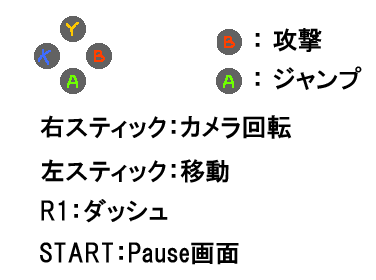 Y
X B
A
B : 攻撃
A : ジャンプ
右スティック:カメラ回転
左スティック:移動
R1:ダッシュ
START:Pause画面